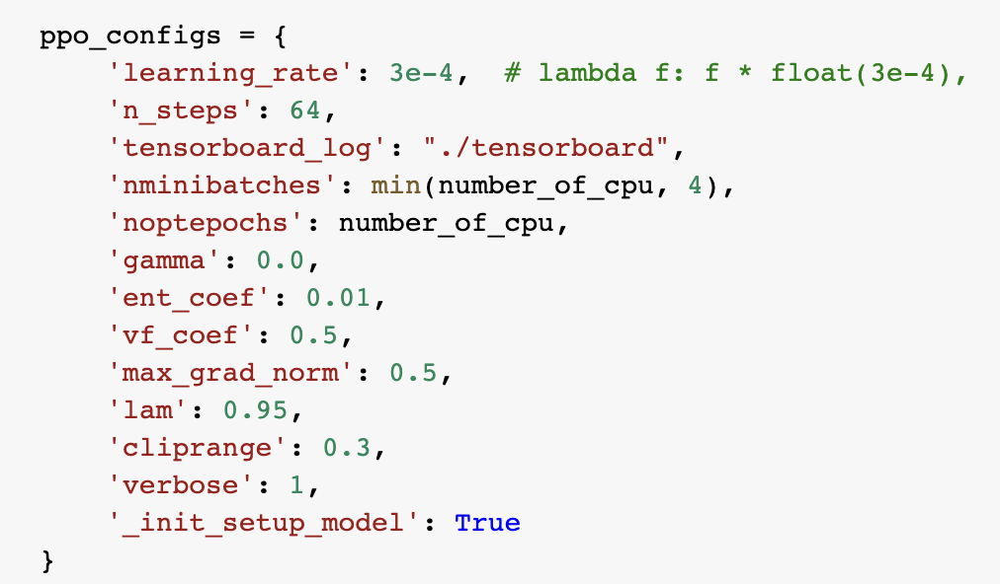 ppo_configs = {
    'learning_rate': 3e-4,  # lambda f: f * float(3e-4),
    'n_steps': 64,
    'tensorboard_log': "./tensorboard",
    'nminibatches': min(number_of_cpu, 4),
    'noptepochs': number_of_cpu,
    'gamma': 0.0,
    'ent_coef': 0.01,
    'vf_coef': 0.5,
    'max_grad_norm': 0.5,
    'lam': 0.95,
    'cliprange': 0.3,
    'verbose': 1,
    '_init_setup_model': True
}